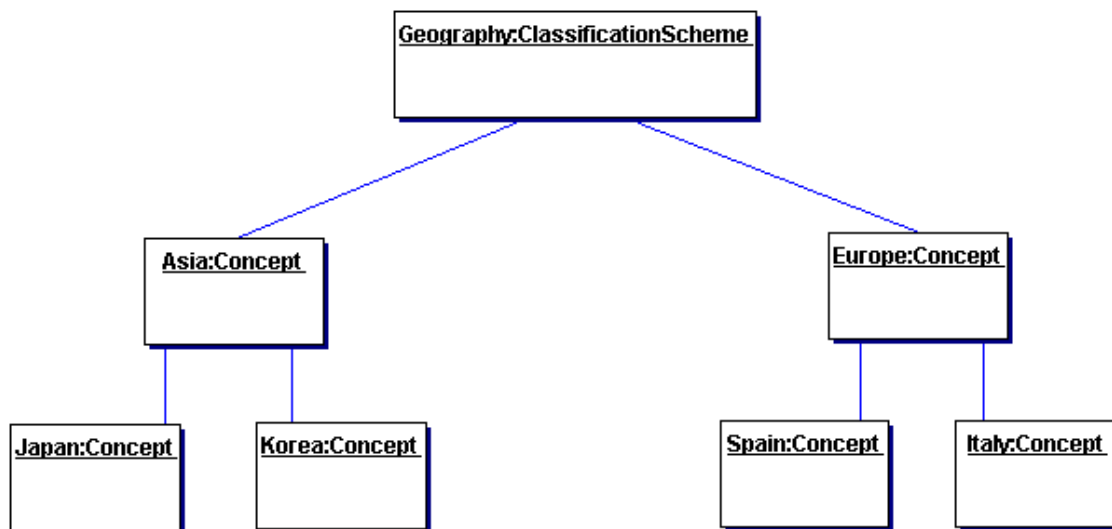 Geography:ClassificationScheme
Asia:Concept
Europe:Concept
Japan:Concept
Korea:Concept
Spain:Concept
Italy:Concept